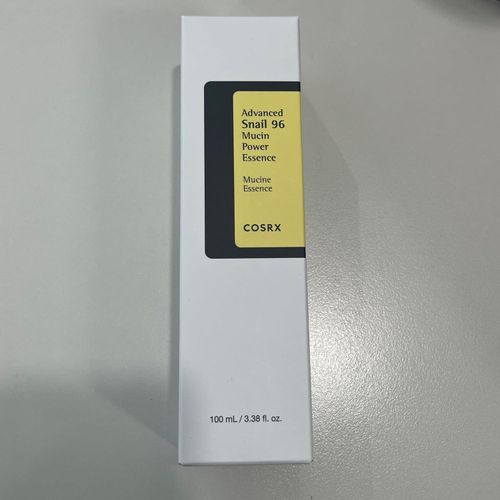 Advanced
Snail 96
Mucin
Power
Essence
Mucine
Essence
COSRX
100 mL / 3.38 fl. oz.